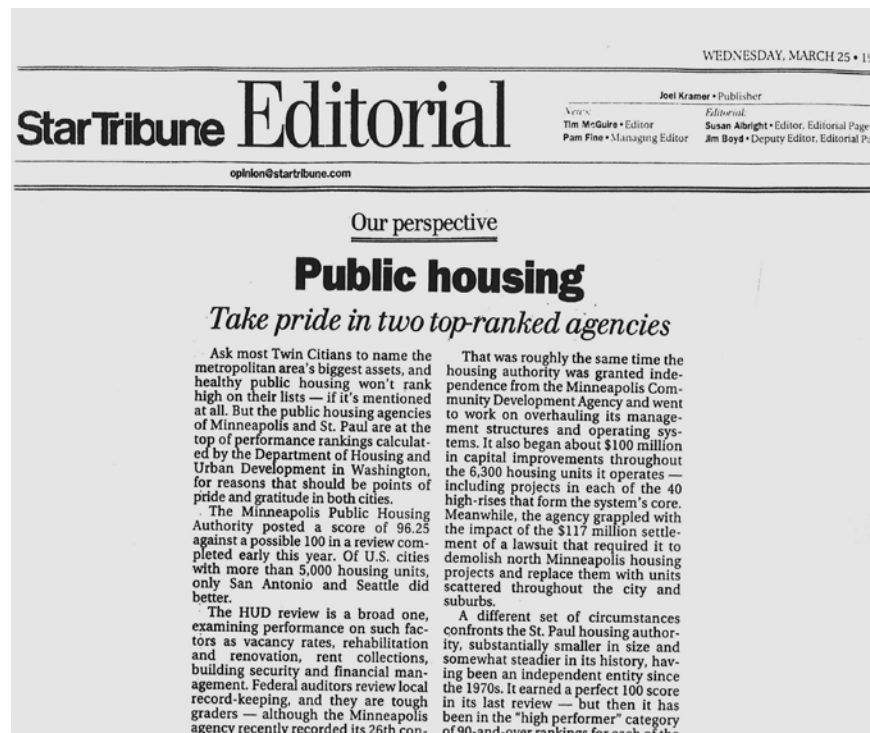 WEDNESDAY, MARCH 25 • 19
StarTribune Editorial
Joel Kramer • Publisher
News:
Tim McGuire • Editor
Pam Fine • Managing Editor
Editorial:
Susan Albright • Editor, Editorial Page
Jim Boyd • Deputy Editor, Editorial Pa
opinion@startribune.com
Our perspective
Public housing
Take pride in two top-ranked agencies
Ask most Twin Citians to name the
metropolitan area's biggest assets, and
healthy public housing won't rank
high on their lists — if it's mentioned
at all. But the public housing agencies
of Minneapolis and St. Paul are at the
top of performance rankings calculat-
ed by the Department of Housing and
Urban Development in Washington,
for reasons that should be points of
pride and gratitude in both cities.
The Minneapolis Public Housing
Authority posted a score of 96.25
against a possible 100 in a review com-
pleted early this year. Of U.S. cities
with more than 5,000 housing units,
only San Antonio and Seattle did
better.
The HUD review is a broad one,
examining performance on such fac-
tors as vacancy rates, rehabilitation
and renovation, rent collections,
building security and financial man-
agement. Federal auditors review local
record-keeping, and they are tough
graders — although the Minneapolis
agency recently recorded its 26th con-
That was roughly the same time the
housing authority was granted inde-
pendence from the Minneapolis Com-
munity Development Agency and went
to work on overhauling its manage-
ment structures and operating sys-
tems. It also began about $100 million
in capital improvements throughout
the 6,300 housing units it operates —
including projects in each of the 40
high-rises that form the system's core.
Meanwhile, the agency grappled with
the impact of the $117 million settle-
ment of a lawsuit that required it to
demolish north Minneapolis housing
projects and replace them with units
scattered throughout the city and
suburbs.
A different set of circumstances
confronts the St. Paul housing author-
ity, substantially smaller in size and
somewhat steadier in its history, hav-
ing been an independent entity since
the 1970s. It earned a perfect 100 score
in its last review — but then it has
been in the "high performer" category
of 90-and-over rankings for each of the